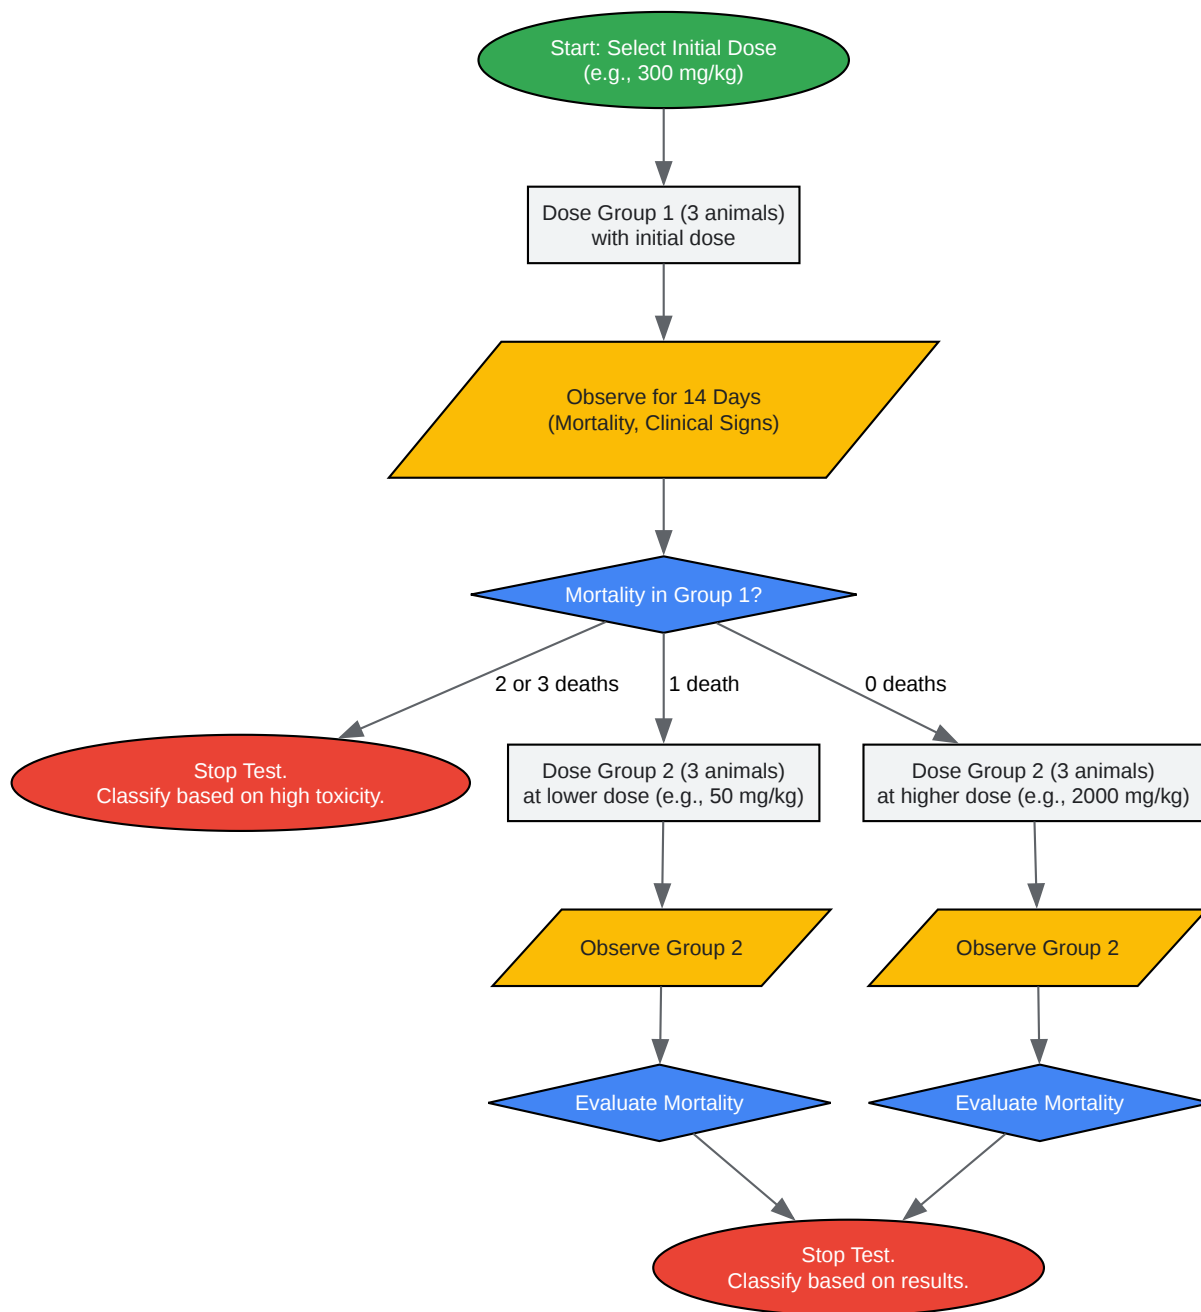 Start: Select Initial Dose
(e.g., 300 mg/kg)
Dose Group 1 (3 animals)
with initial dose
Observe for 14 Days
(Mortality, Clinical Signs)
Mortality in Group 1?
2 or 3 deaths
1 death
0 deaths
Stop Test.
Classify based on high toxicity.
Dose Group 2 (3 animals)
at lower dose (e.g., 50 mg/kg)
Dose Group 2 (3 animals)
at higher dose (e.g., 2000 mg/kg)
Observe Group 2
Observe Group 2
Evaluate Mortality
Evaluate Mortality
Stop Test.
Classify based on results.